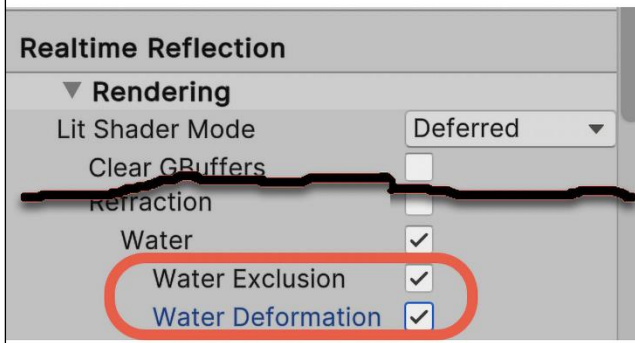 Realtime Reflection
Rendering
Lit Shader Mode Deferred
Clear GBuffers
Refraction
Water
Water Exclusion
Water Deformation